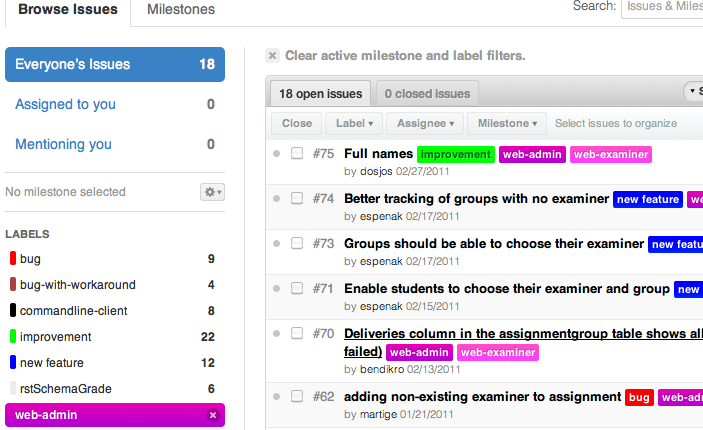 Browse Issues
Milestones
Search:
Issues & Miles
Everyone's Issues 18
Assigned to you 0
Mentioning you 0
No milestone selected
LABELS
bug 9
bug-with-workaround 4
commandline-client 8
improvement 22
new feature 12
rstSchemaGrade 6
web-admin
Clear active milestone and label filters.
18 open issues
0 closed issues
S
Close
Label
Assignee
Milestone
Select issues to organize
#75 Full names improvement web-admin web-examiner
by dosjos 02/27/2011
#74 Better tracking of groups with no examiner new feature we
by espenak 02/17/2011
#73 Groups should be able to choose their examiner new featu
by espenak 02/17/2011
#71 Enable students to choose their examiner and group new
by espenak 02/15/2011
#70 Deliveries column in the assignmentgroup table shows all
failed) web-admin web-examiner
by bendikro 02/13/2011
#62 adding non-existing examiner to assignment bug web-adm
by martige 01/21/2011